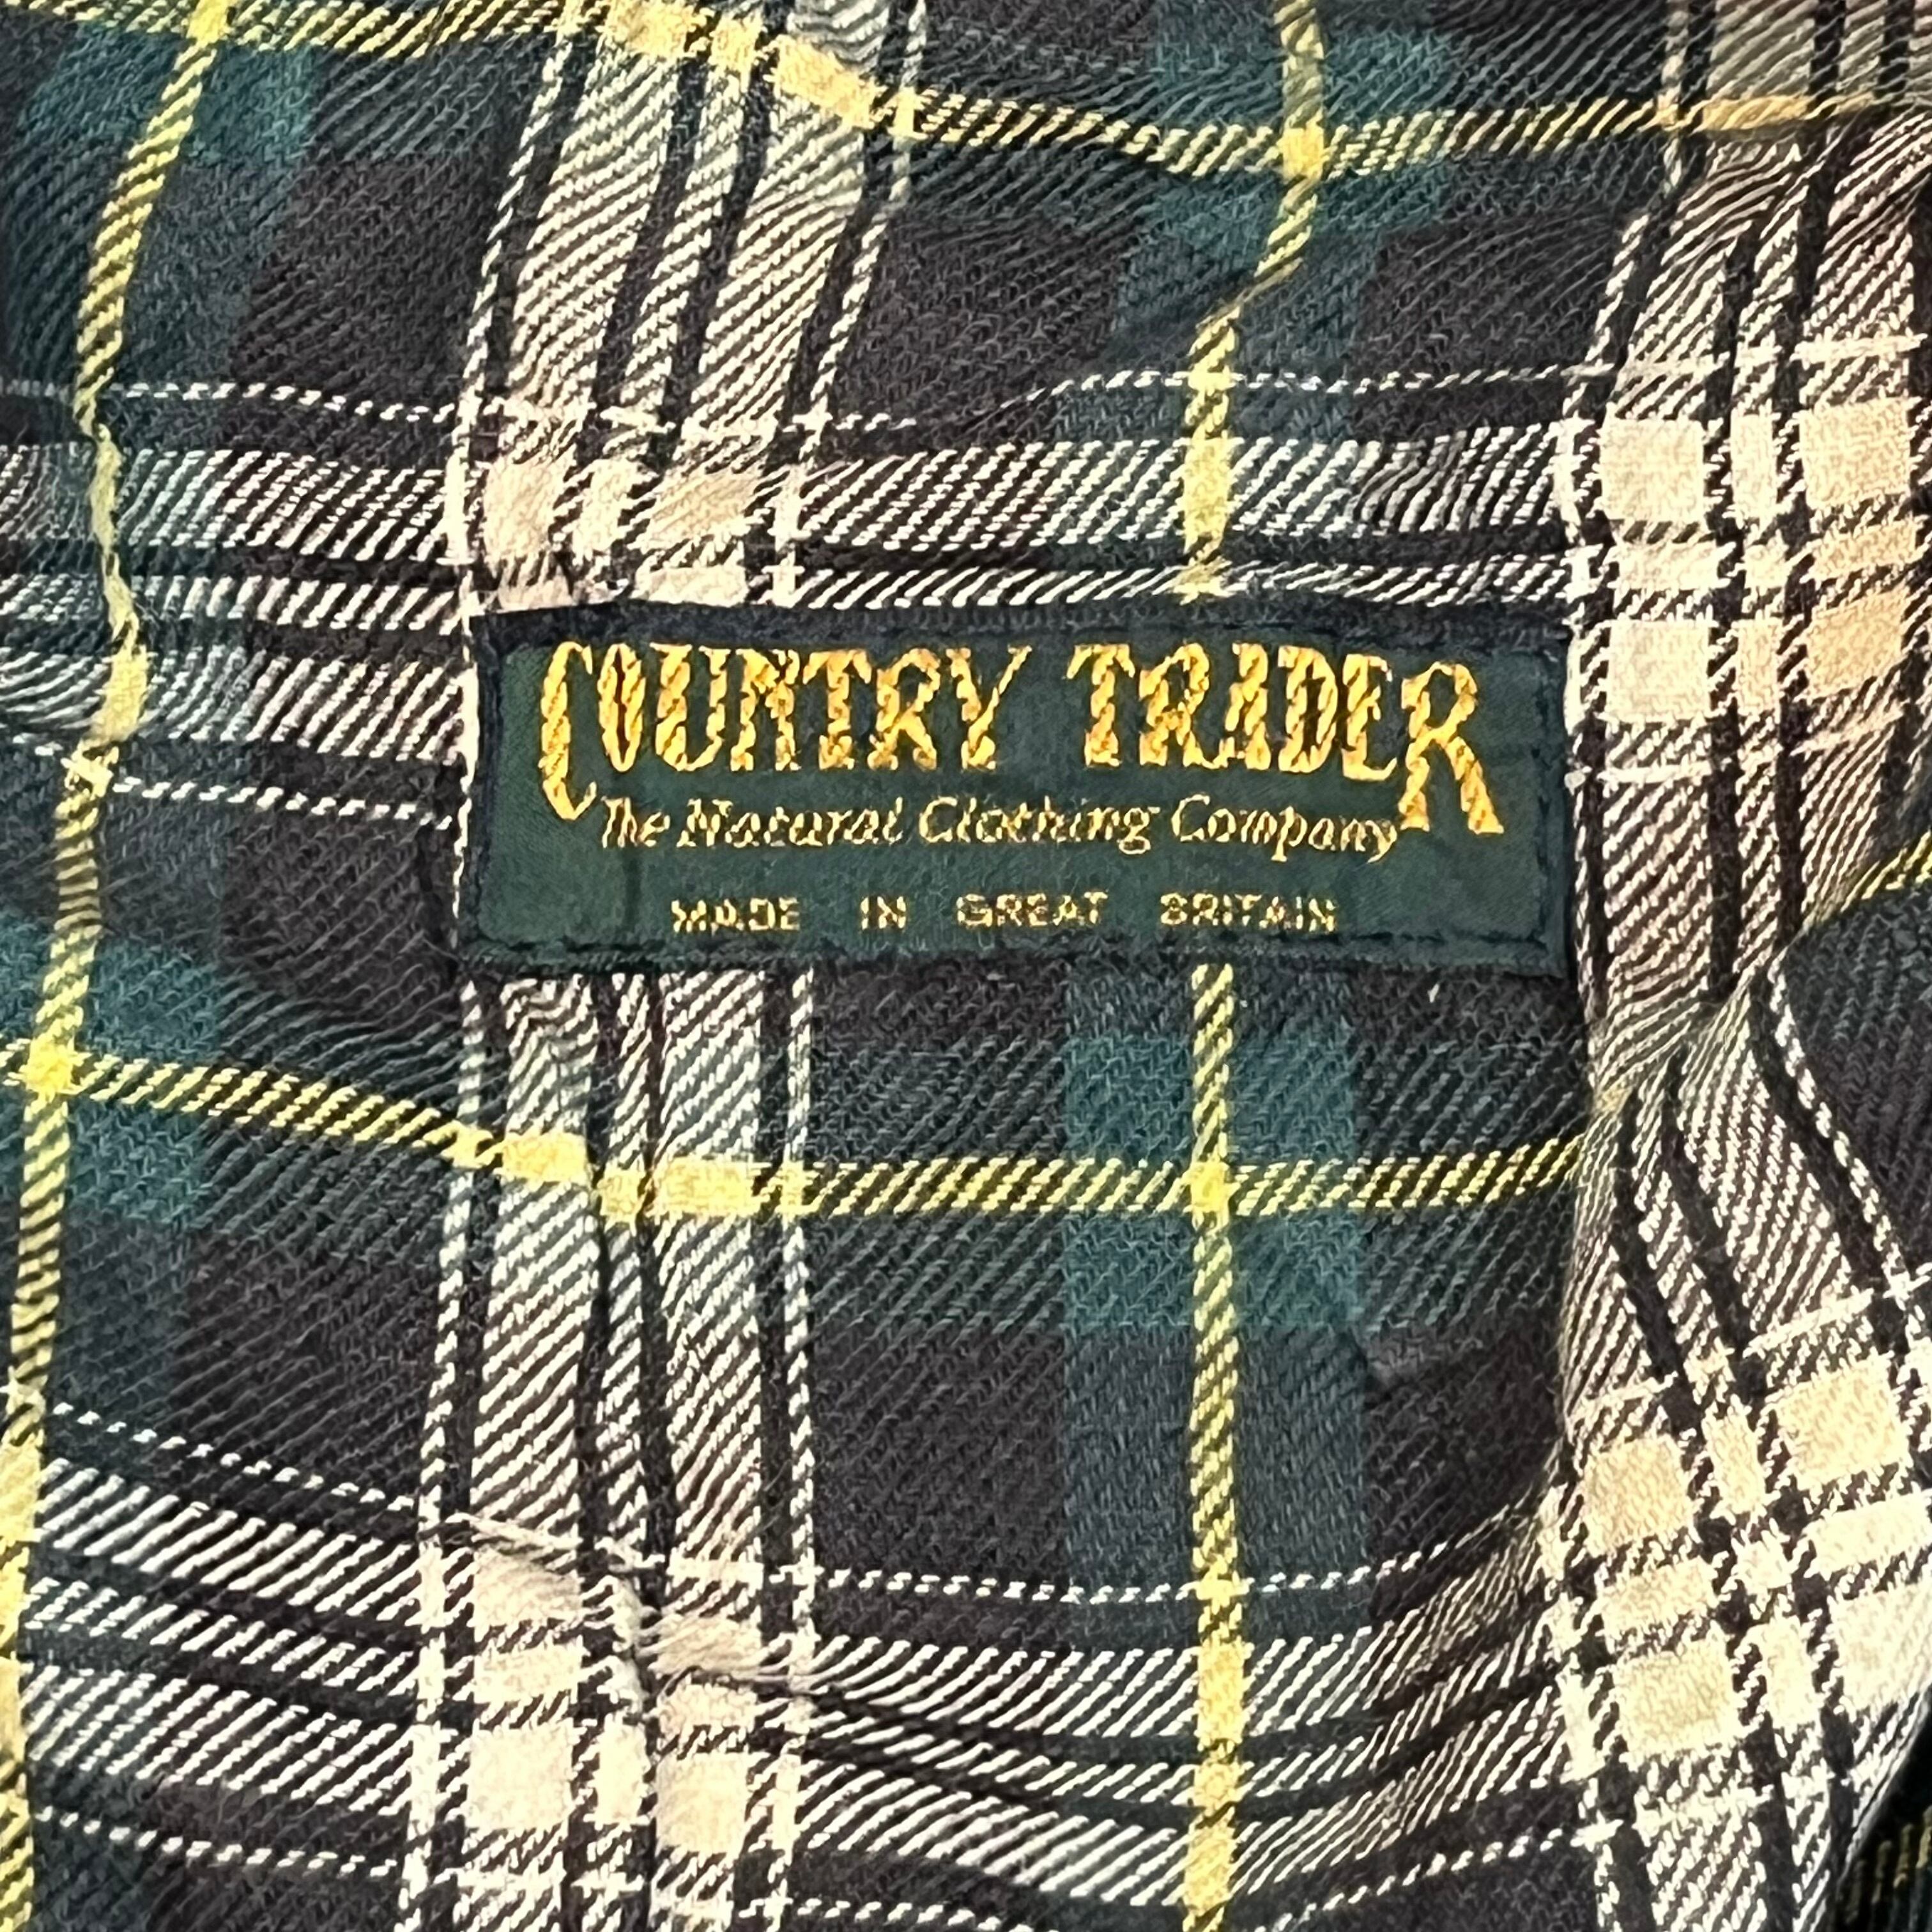 COUNTRY TRADER
The Natural Clothing Company
MADE IN GREAT BRITAIN